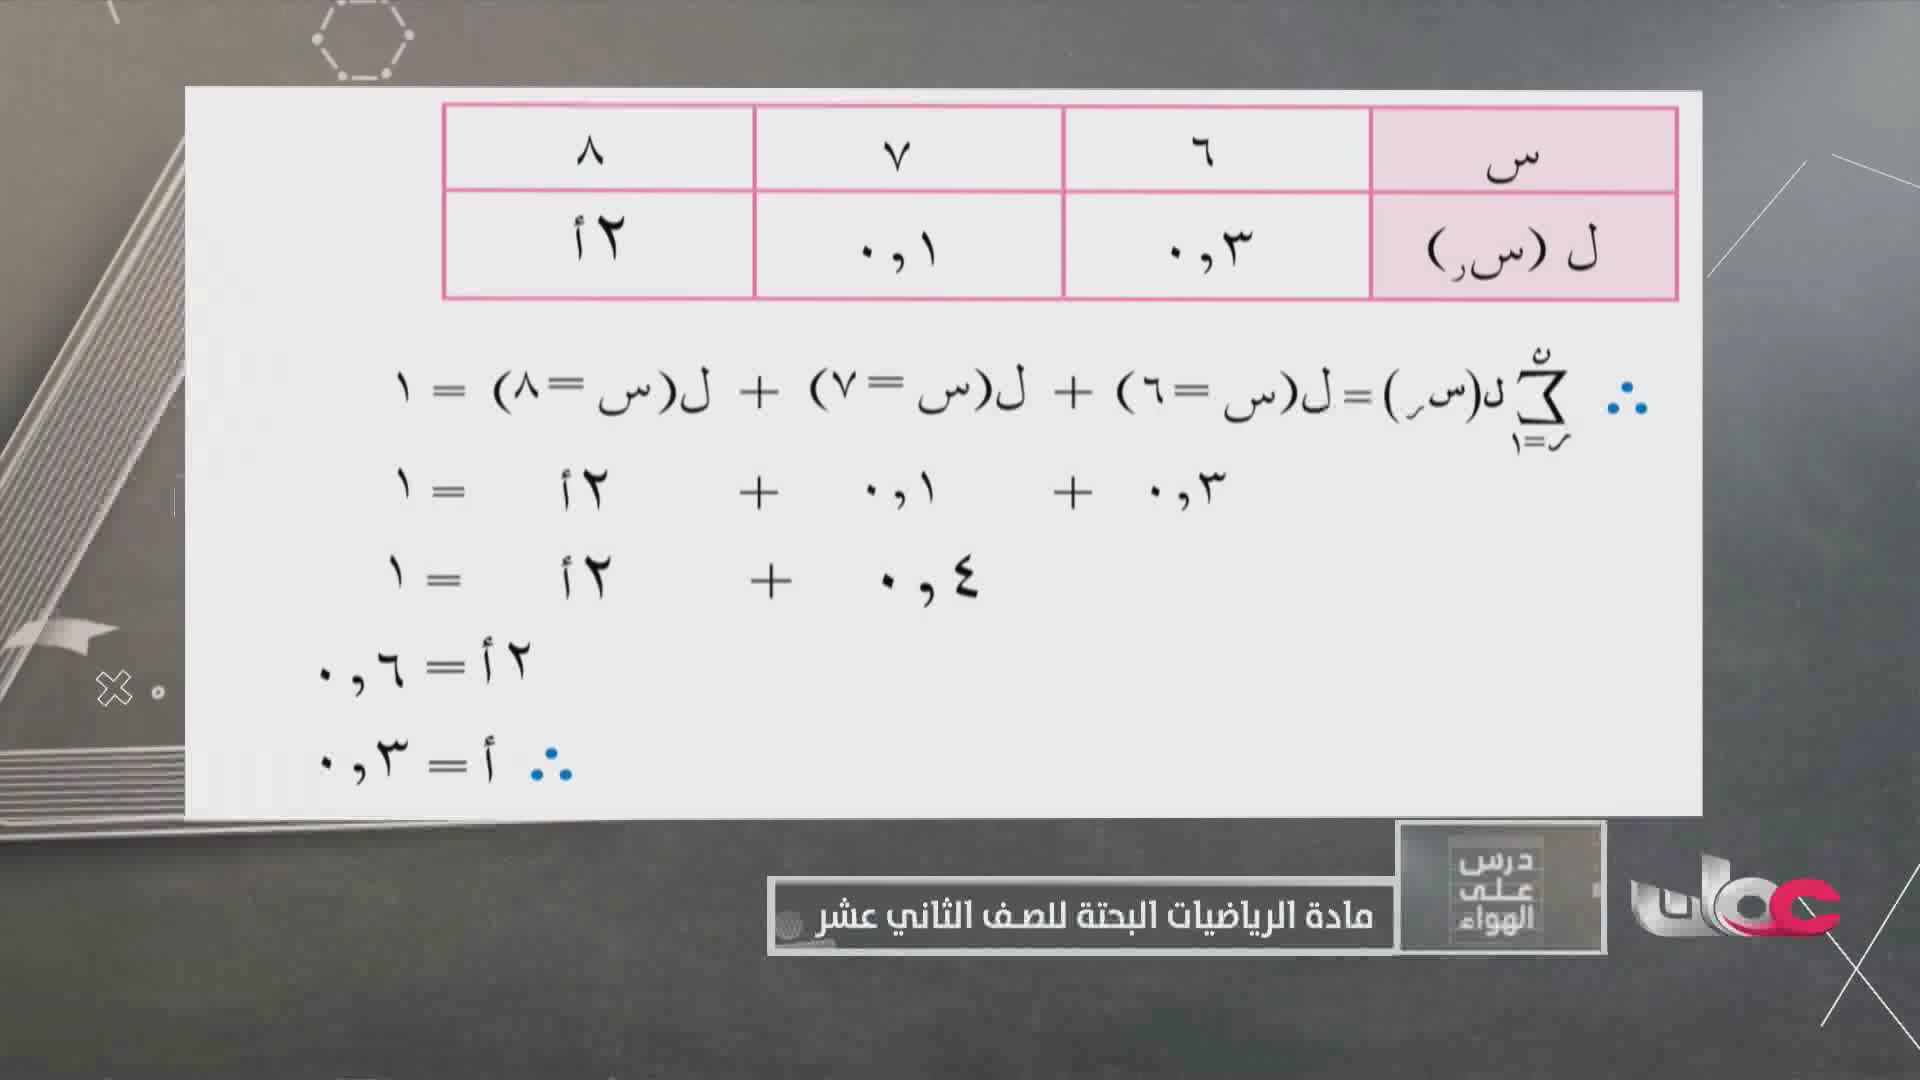 س ٦ ٧ ٨
ل (سر) ٠,٣ ٠,١ ٢أ
∴ ∑ ن ر=١ ل(سر) = ل(س =٦) + ل(س =٧) + ل(س =٨) = ١
٠,٣ + ٠,١ + ٢أ = ١
٠,٤ + ٢أ = ١
٢أ = ٠,٦
∴ أ = ٠,٣
درس
على
الهواء
مادة الرياضيات البحتة للصف الثاني عشر